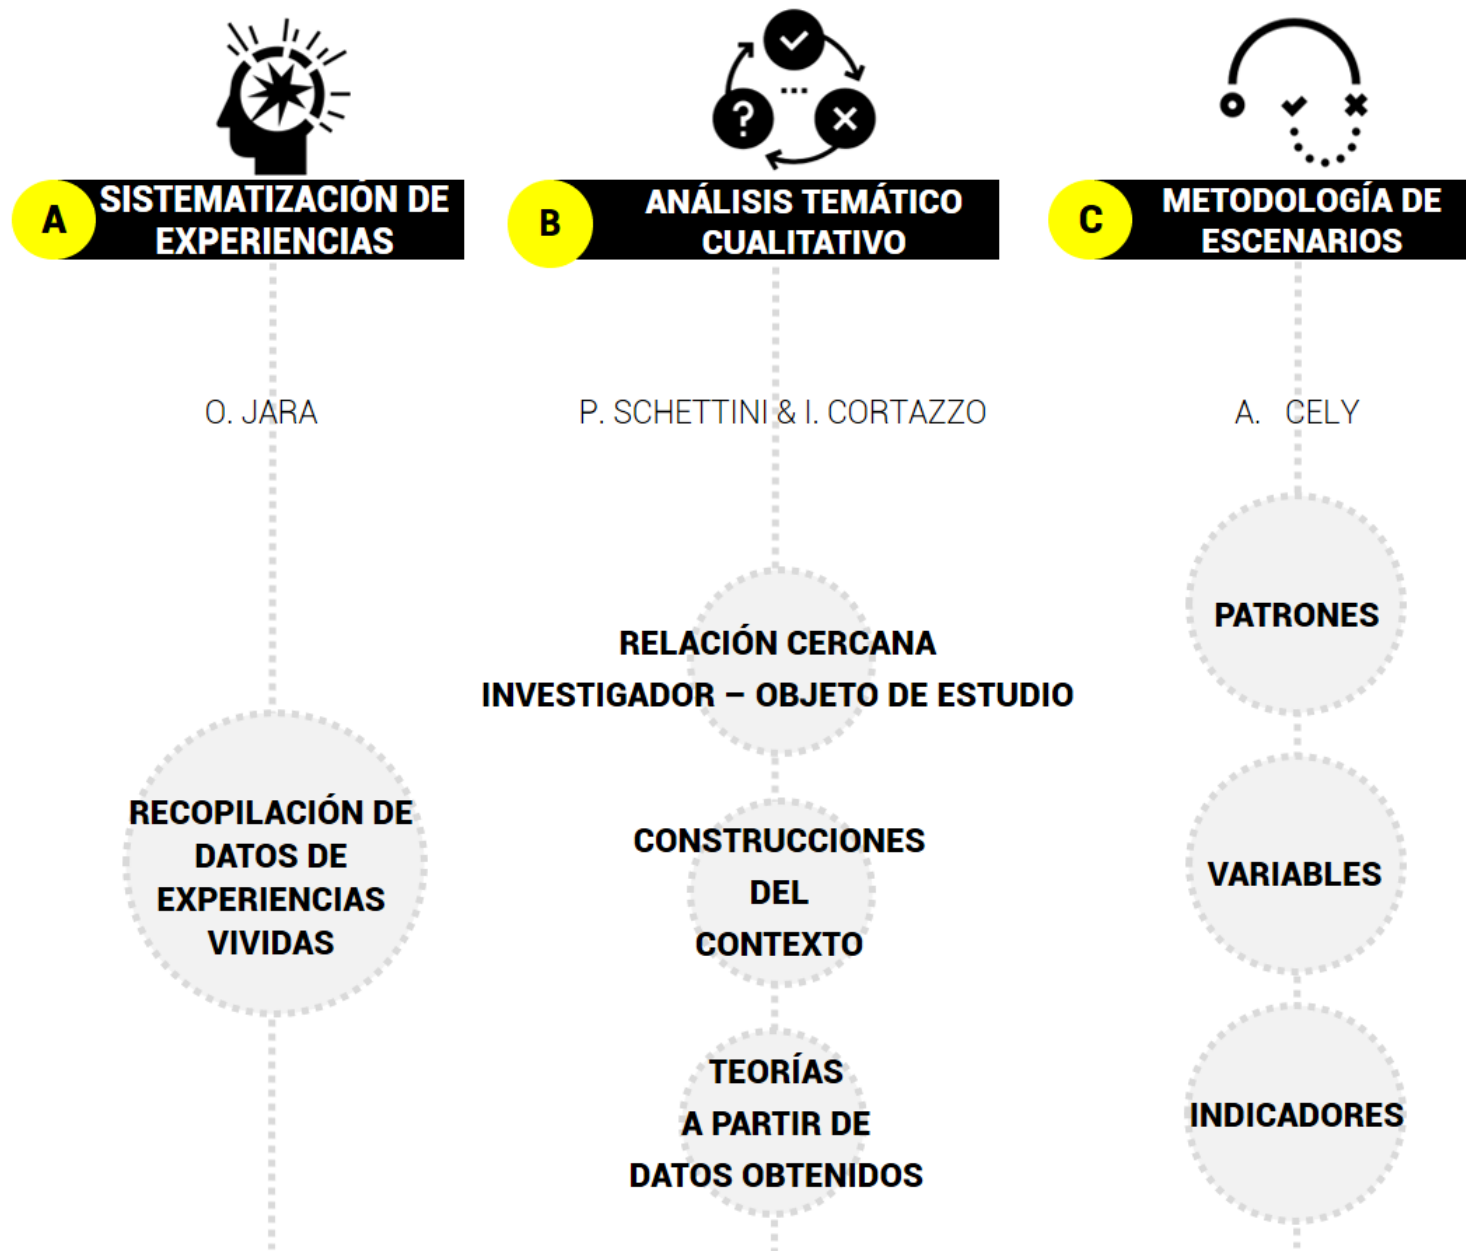 A
SISTEMATIZACIÓN DE
EXPERIENCIAS
O. JARA
RECOPILACIÓN DE
DATOS DE
EXPERIENCIAS
VIVIDAS
B
ANÁLISIS TEMÁTICO
CUALITATIVO
P. SCHETTINI & I. CORTAZZO
RELACIÓN CERCANA
INVESTIGADOR – OBJETO DE ESTUDIO
CONSTRUCCIONES
DEL
CONTEXTO
TEORÍAS
A PARTIR DE
DATOS OBTENIDOS
C
METODOLOGÍA DE
ESCENARIOS
A. CELY
PATRONES
VARIABLES
INDICADORES